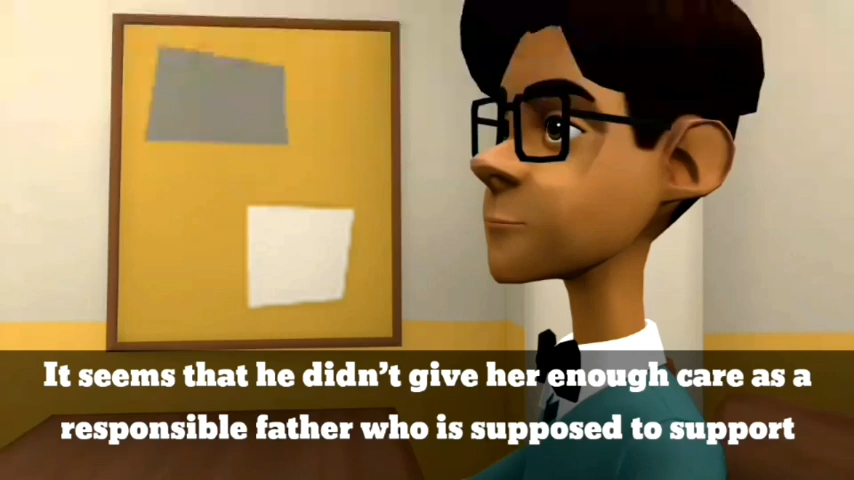 It seems that he didn't give her enough care as a
responsible father who is supposed to support